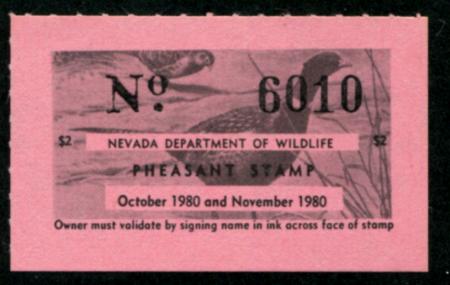 Nº 6010
$2 NEVADA DEPARTMENT OF WILDLIFE $2
PHEASANT STAMP
October 1980 and November 1980
Owner must validate by signing name in ink across face of stamp